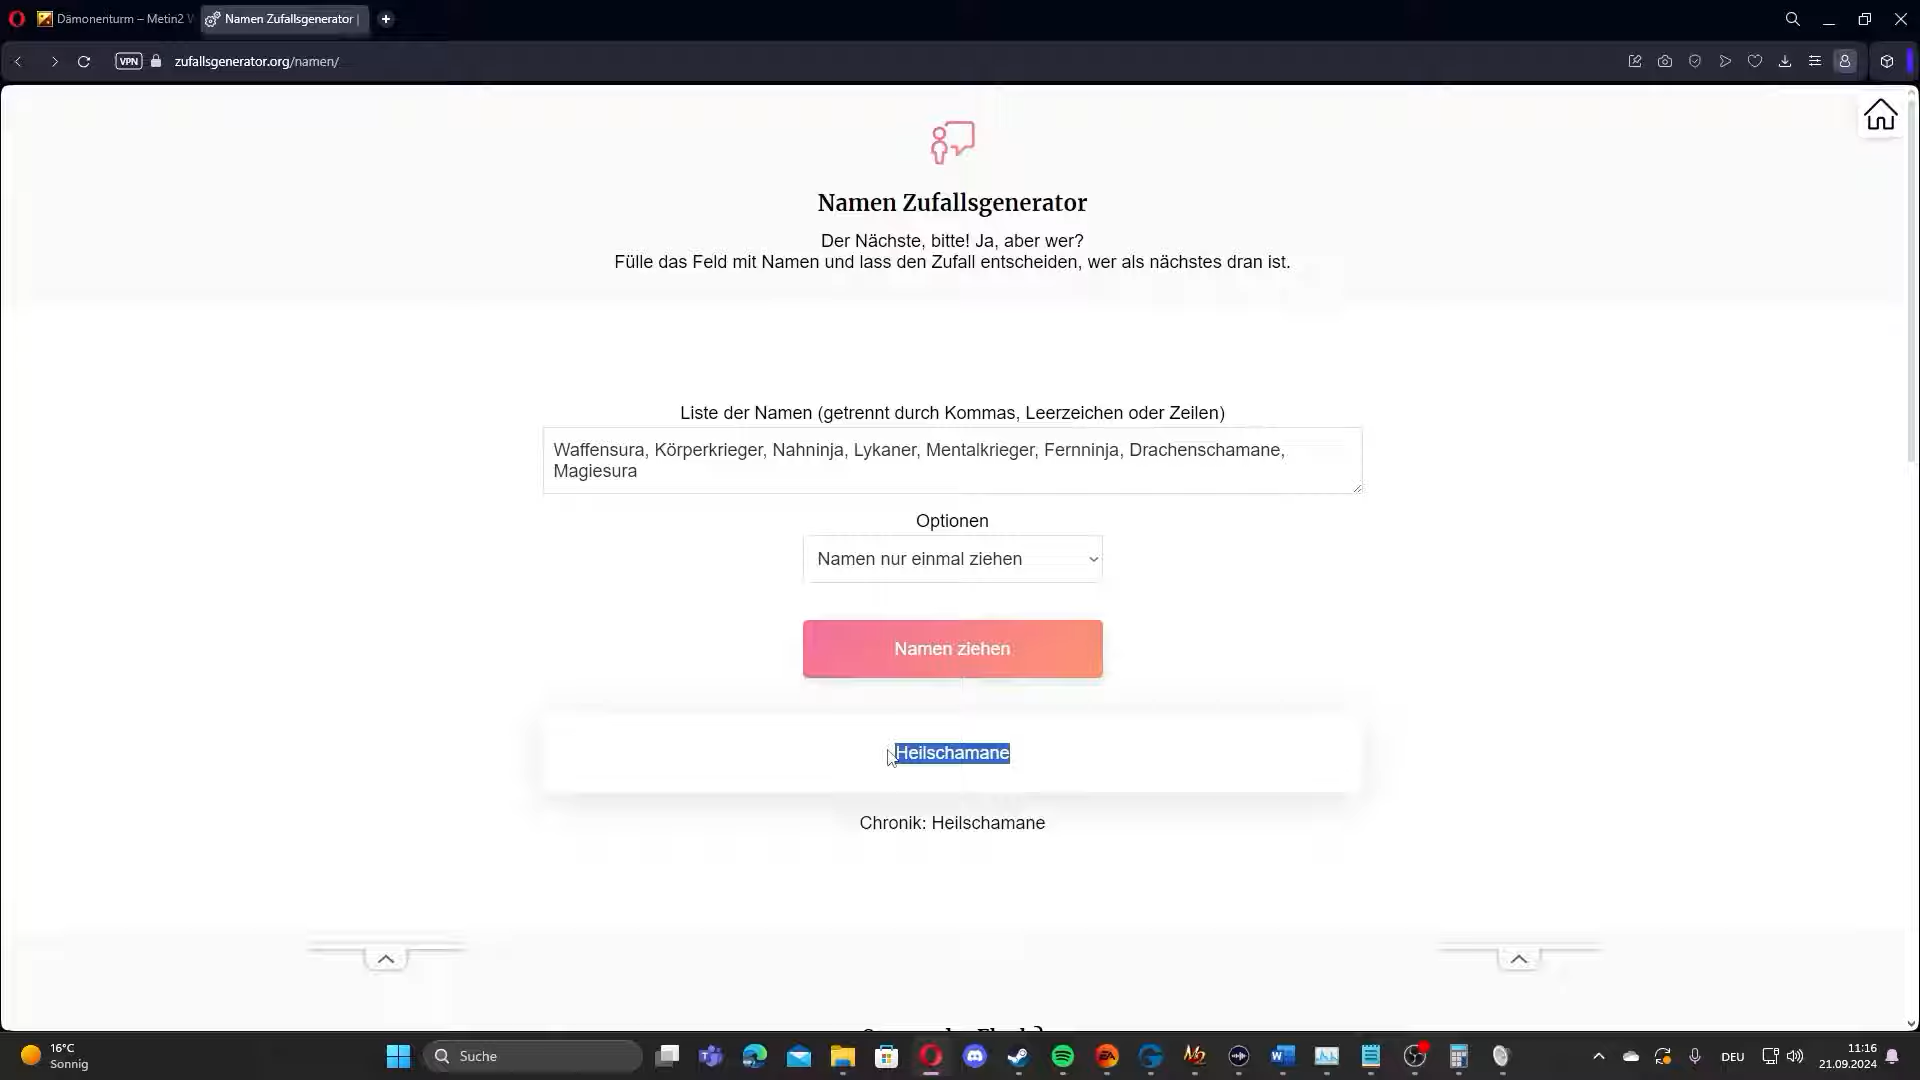 Dämonenturm – Metin2
Namen Zufallsgenerator |
VPN
zufallsgenerator.org/namen/
Namen Zufallsgenerator
Der Nächste, bitte! Ja, aber wer?
Fülle das Feld mit Namen und lass den Zufall entscheiden, wer als nächstes dran ist.
Liste der Namen (getrennt durch Kommas, Leerzeichen oder Zeilen)
Waffensura, Körperkrieger, Nahninja, Lykaner, Mentalkrieger, Fernninja, Drachenschamane,
Magiesura
Optionen
Namen nur einmal ziehen
Namen ziehen
Heilschamane
Chronik: Heilschamane
16°C
Sonnig
Suche
DEU
11:16
21.09.2024